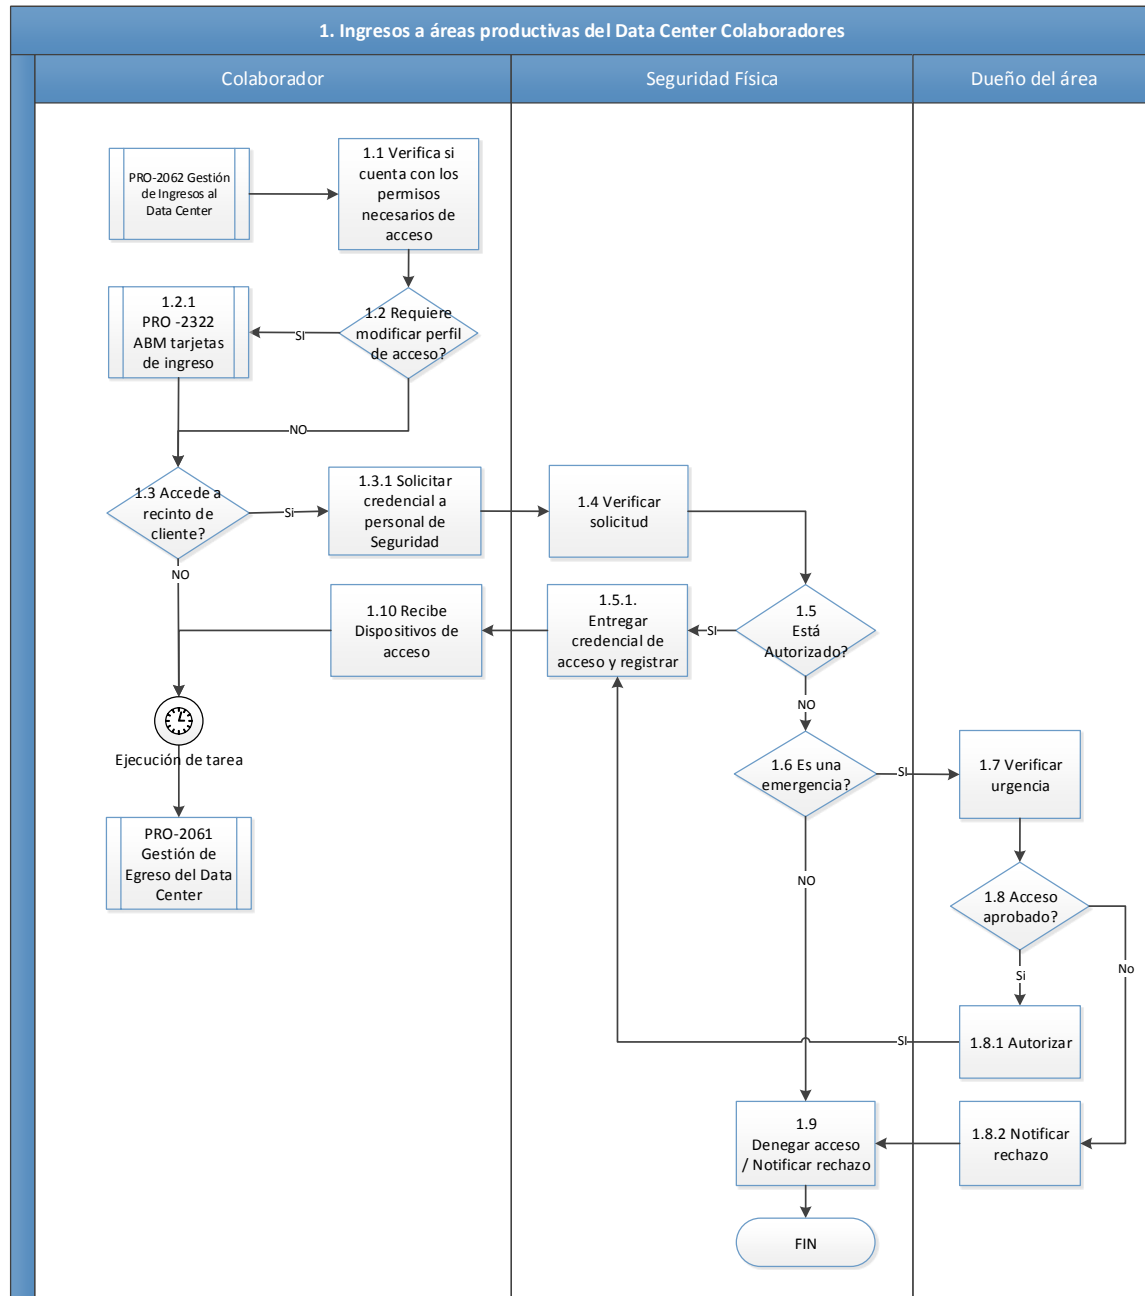 1. Ingresos a áreas productivas del Data Center Colaboradores
Colaborador
Seguridad Física
Dueño del área
PRO-2062 Gestión
de Ingresos al
Data Center
1.1 Verifica si
cuenta con los
permisos
necesarios de
acceso
1.2.1
PRO -2322
ABM tarjetas
de ingreso
SI
1.2 Requiere
modificar perfil
de acceso?
NO
1.3 Accede a
recinto de
cliente?
Si
1.3.1 Solicitar
credencial a
personal de
Seguridad
1.4 Verificar
solicitud
NO
1.10 Recibe
Dispositivos de
acceso
1.5.1.
Entregar
credencial de
acceso y registrar
SI
1.5
Está
Autorizado?
NO
Ejecución de tarea
1.6 Es una
emergencia?
SI
1.7 Verificar
urgencia
PRO-2061
Gestión de
Egreso del Data
Center
NO
1.8 Acceso
aprobado?
Si
No
SI
1.8.1 Autorizar
1.9
Denegar acceso
/ Notificar rechazo
1.8.2 Notificar
rechazo
FIN